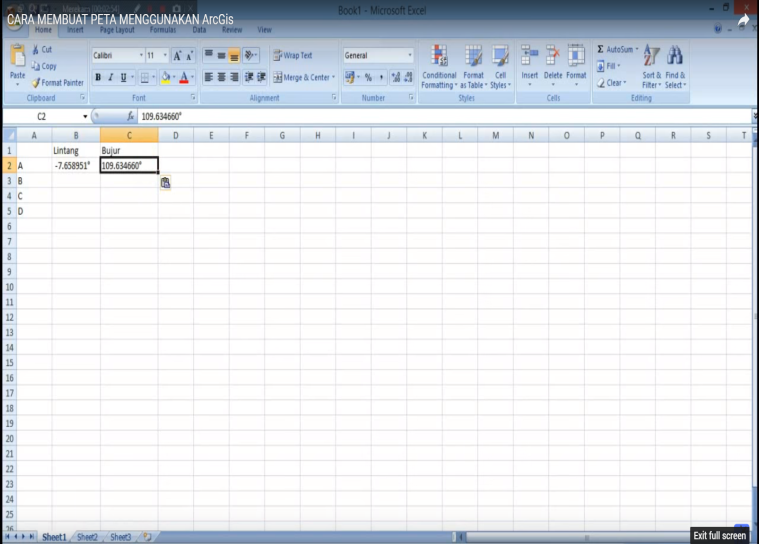 Book1 - Microsoft Excel
CARA MEMBUAT PETA MENGGUNAKAN ArcGis
Home Insert Page Layout Formulas Data Review View
Paste
Cut
Copy
Format Painter
Clipboard
Calibri 11 A A
B I U A
Font
Wrap Text
Merge & Center
Alignment
General
% ,
Number
Conditional Formatting
Format as Table
Cell Styles
Styles
Insert Delete Format
Cells
Σ AutoSum
Fill
Clear
Sort & Filter
Find & Select
Editing
C2 fx 109.634660°
A B C D E F G H I J K L M N O P Q R S T
1 Lintang Bujur
2 A -7.658951° 109.634660°
3 B
4 C
5 D
6
7
8
9
10
11
12
13
14
15
16
17
18
19
20
21
22
23
24
25
26
Sheet1 Sheet2 Sheet3
Exit full screen